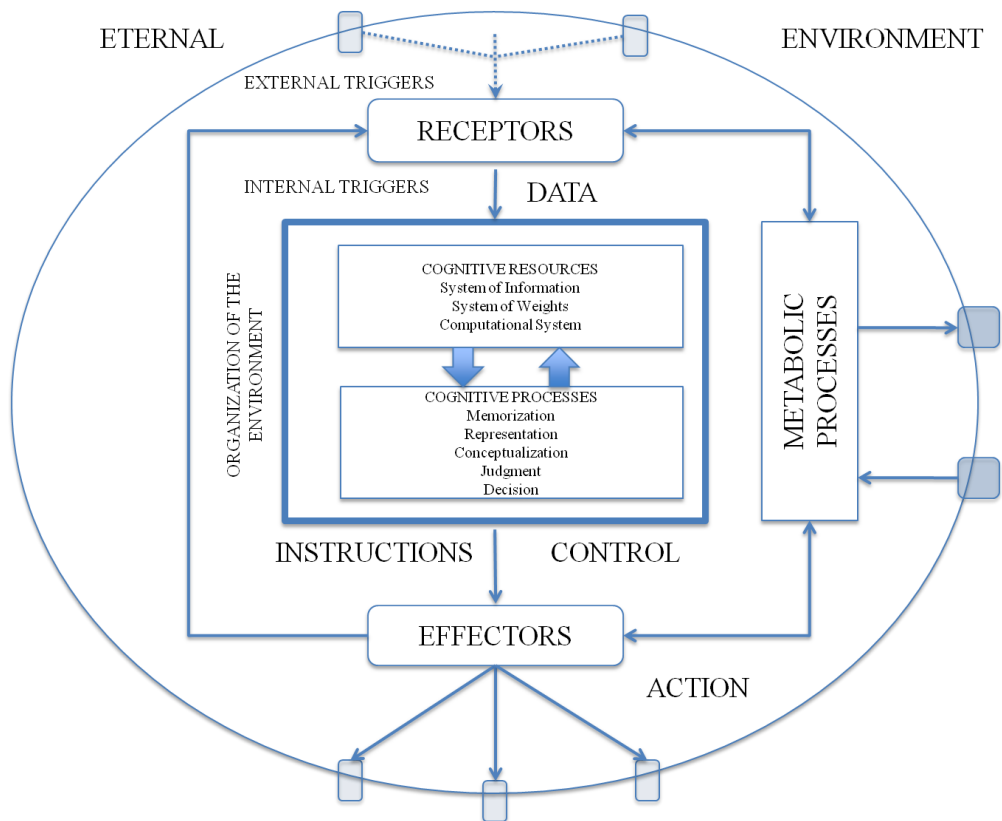 ETERNAL
ENVIRONMENT
EXTERNAL TRIGGERS
RECEPTORS
INTERNAL TRIGGERS
DATA
COGNITIVE RESOURCES
System of Information
System of Weights
Computational System
ORGANIZATION OF THE
ENVIRONMENT
METABOLIC
PROCESSES
COGNITIVE PROCESSES
Memorization
Representation
Conceptualization
Judgment
Decision
INSTRUCTIONS
CONTROL
EFFECTORS
ACTION